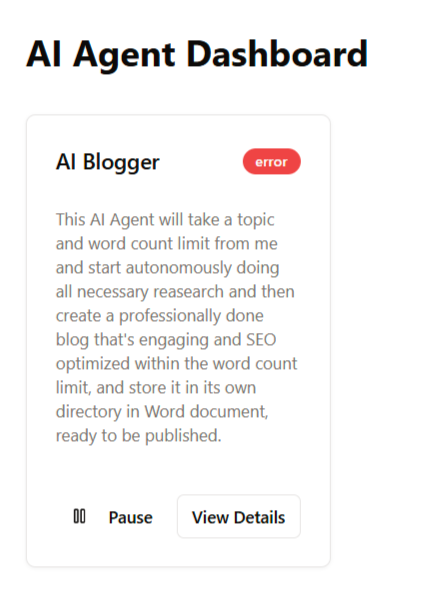 AI Agent Dashboard
AI Blogger
error
This AI Agent will take a topic
and word count limit from me
and start autonomously doing
all necessary reasearch and then
create a professionally done
blog that's engaging and SEO
optimized within the word count
limit, and store it in its own
directory in Word document,
ready to be published.
Pause
View Details